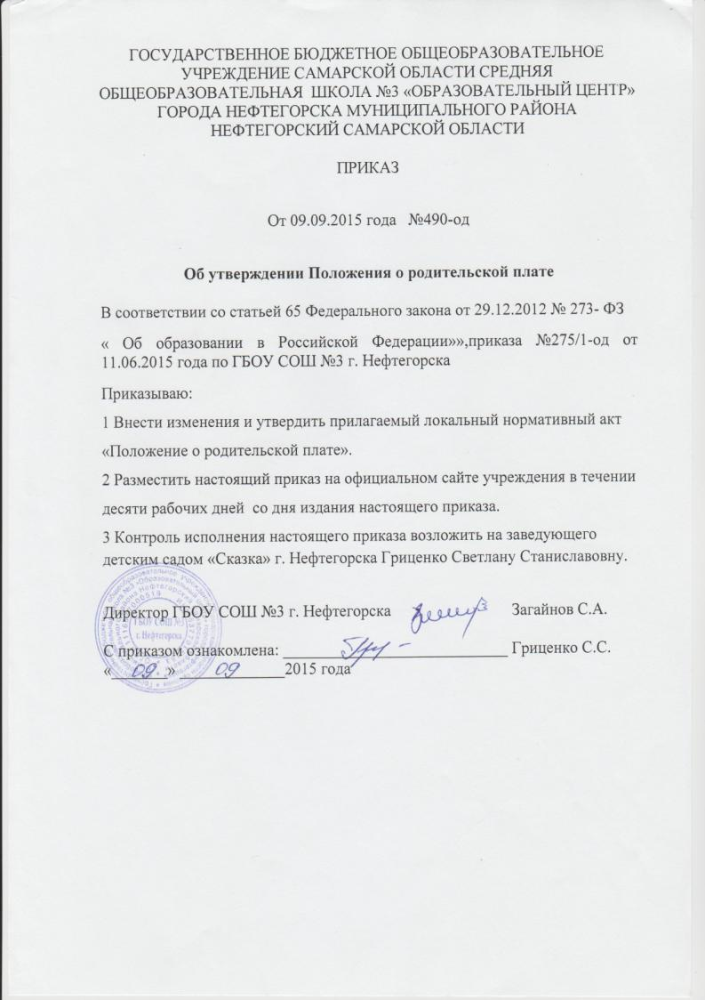 ГОСУДАРСТВЕННОЕ БЮДЖЕТНОЕ ОБЩЕОБРАЗОВАТЕЛЬНОЕ
УЧРЕЖДЕНИЕ САМАРСКОЙ ОБЛАСТИ СРЕДНЯЯ
ОБЩЕОБРАЗОВАТЕЛЬНАЯ ШКОЛА №3 «ОБРАЗОВАТЕЛЬНЫЙ ЦЕНТР»
ГОРОДА НЕФТЕГОРСКА МУНИЦИПАЛЬНОГО РАЙОНА
НЕФТЕГОРСКИЙ САМАРСКОЙ ОБЛАСТИ
ПРИКАЗ
От 09.09.2015 года №490-од
Об утверждении Положения о родительской плате
В соответствии со статьей 65 Федерального закона от 29.12.2012 № 273- ФЗ
« Об образовании в Российской Федерации»»,приказа №275/1-од от
11.06.2015 года по ГБОУ СОШ №3 г. Нефтегорска
Приказываю:
1 Внести изменения и утвердить прилагаемый локальный нормативный акт
«Положение о родительской плате».
2 Разместить настоящий приказ на официальном сайте учреждения в течении
десяти рабочих дней со дня издания настоящего приказа.
3 Контроль исполнения настоящего приказа возложить на заведующего
детским садом «Сказка» г. Нефтегорска Гриценко Светлану Станиславовну.
Директор ГБОУ СОШ №3 г. Нефтегорска Загайнов С.А.
С приказом ознакомлена: Гриценко С.С.
« 09 » 09 2015 года
ГБОУ СОШ №3
г. Нефтегорска